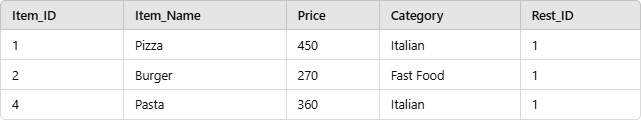 Item_ID Item_Name Price Category Rest_ID
1 Pizza 450 Italian 1
2 Burger 270 Fast Food 1
4 Pasta 360 Italian 1